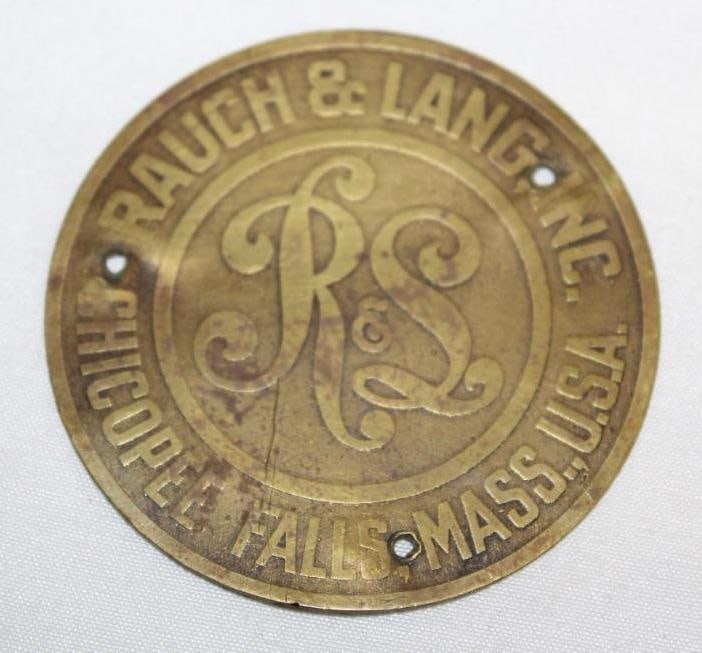 RAUCH & LANG, INC.
R & L
CHICOPEE FALLS, MASS., U.S.A.